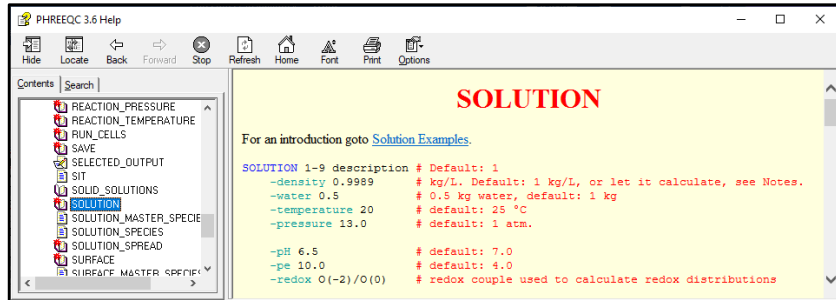 PHREEQC 3.6 Help
Hide Locate Back Forward Stop Refresh Home Font Print Options
Contents Search
REACTION_PRESSURE
REACTION_TEMPERATURE
RUN_CELLS
SAVE
SELECTED_OUTPUT
SIT
SOLID_SOLUTIONS
SOLUTION
SOLUTION_MASTER_SPECIE
SOLUTION_SPECIES
SOLUTION_SPREAD
SURFACE
SURFACE_MASTER_SPECIES
SOLUTION
For an introduction goto Solution Examples.
SOLUTION 1-9 description # Default: 1
-density 0.9989 # kg/L. Default: 1 kg/L, or let it calculate, see Notes.
-water 0.5 # 0.5 kg water, default: 1 kg
-temperature 20 # default: 25 °C
-pressure 13.0 # default: 1 atm.
-pH 6.5 # default: 7.0
-pe 10.0 # default: 4.0
-redox O(-2)/O(0) # redox couple used to calculate redox distributions